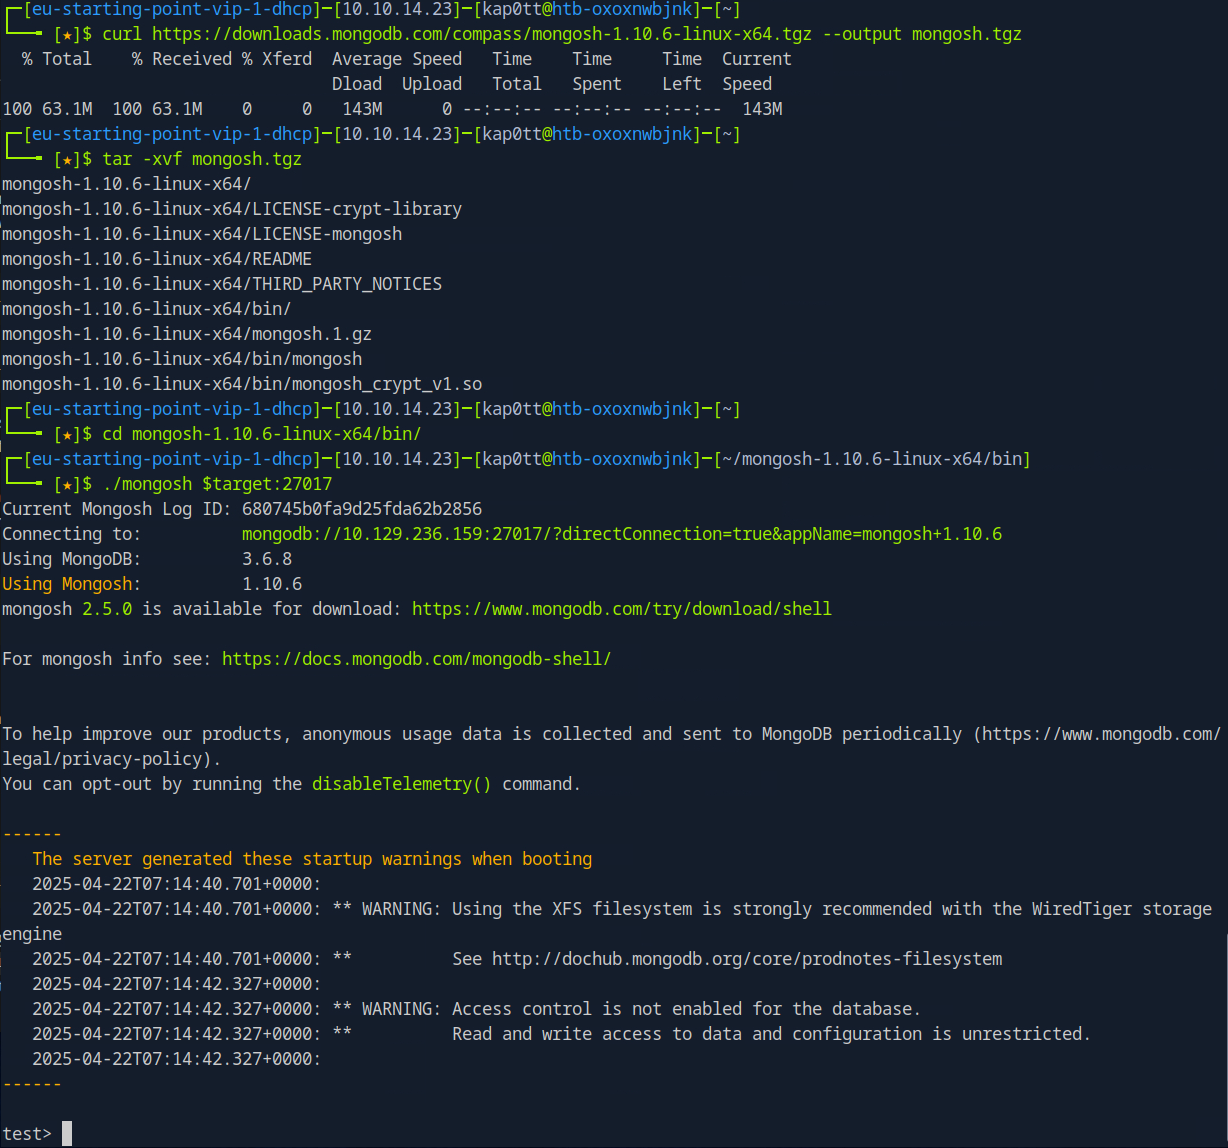 ┌─[eu-starting-point-vip-1-dhcp]─[10.10.14.23]─[kap0tt@htb-oxoxnwbjnk]─[~]
└──╼ [★]$ curl https://downloads.mongodb.com/compass/mongosh-1.10.6-linux-x64.tgz --output mongosh.tgz
  % Total    % Received % Xferd  Average Speed   Time    Time     Time  Current
                                 Dload  Upload   Total   Spent    Left  Speed
100 63.1M  100 63.1M    0     0   143M      0 --:--:-- --:--:-- --:--:--  143M
┌─[eu-starting-point-vip-1-dhcp]─[10.10.14.23]─[kap0tt@htb-oxoxnwbjnk]─[~]
└──╼ [★]$ tar -xvf mongosh.tgz
mongosh-1.10.6-linux-x64/
mongosh-1.10.6-linux-x64/LICENSE-crypt-library
mongosh-1.10.6-linux-x64/LICENSE-mongosh
mongosh-1.10.6-linux-x64/README
mongosh-1.10.6-linux-x64/THIRD_PARTY_NOTICES
mongosh-1.10.6-linux-x64/bin/
mongosh-1.10.6-linux-x64/mongosh.1.gz
mongosh-1.10.6-linux-x64/bin/mongosh
mongosh-1.10.6-linux-x64/bin/mongosh_crypt_v1.so
┌─[eu-starting-point-vip-1-dhcp]─[10.10.14.23]─[kap0tt@htb-oxoxnwbjnk]─[~]
└──╼ [★]$ cd mongosh-1.10.6-linux-x64/bin/
┌─[eu-starting-point-vip-1-dhcp]─[10.10.14.23]─[kap0tt@htb-oxoxnwbjnk]─[~/mongosh-1.10.6-linux-x64/bin]
└──╼ [★]$ ./mongosh $target:27017
Current Mongosh Log ID: 680745b0fa9d25fda62b2856
Connecting to:          mongodb://10.129.236.159:27017/?directConnection=true&appName=mongosh+1.10.6
Using MongoDB:          3.6.8
Using Mongosh:          1.10.6
mongosh 2.5.0 is available for download: https://www.mongodb.com/try/download/shell

For mongosh info see: https://docs.mongodb.com/mongodb-shell/


To help improve our products, anonymous usage data is collected and sent to MongoDB periodically (https://www.mongodb.com/
legal/privacy-policy).
You can opt-out by running the disableTelemetry() command.

------
   The server generated these startup warnings when booting
   2025-04-22T07:14:40.701+0000:
   2025-04-22T07:14:40.701+0000: ** WARNING: Using the XFS filesystem is strongly recommended with the WiredTiger storage
engine
   2025-04-22T07:14:40.701+0000: **          See http://dochub.mongodb.org/core/prodnotes-filesystem
   2025-04-22T07:14:42.327+0000:
   2025-04-22T07:14:42.327+0000: ** WARNING: Access control is not enabled for the database.
   2025-04-22T07:14:42.327+0000: **          Read and write access to data and configuration is unrestricted.
   2025-04-22T07:14:42.327+0000:
------

test>